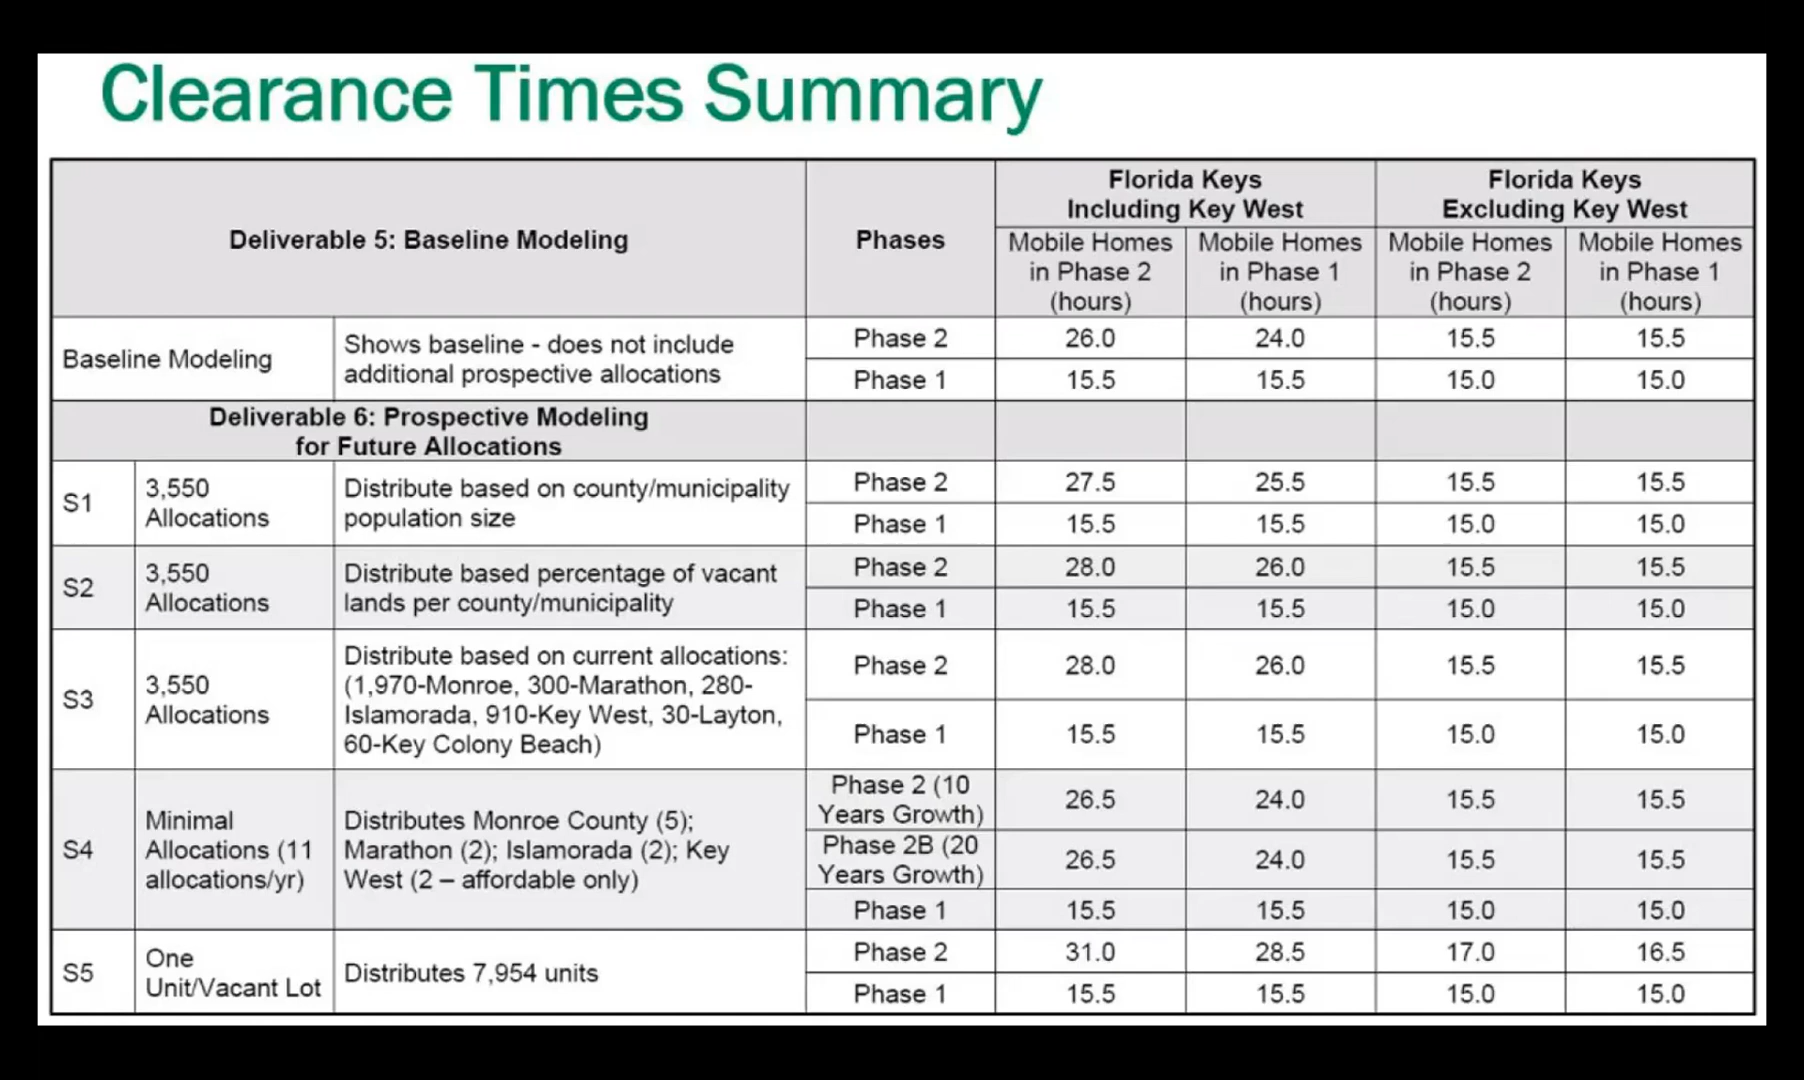 Clearance Times Summary
Deliverable 5: Baseline Modeling
Phases
Florida Keys
Including Key West
Florida Keys
Excluding Key West
Mobile Homes
in Phase 2
(hours)
Mobile Homes
in Phase 1
(hours)
Mobile Homes
in Phase 2
(hours)
Mobile Homes
in Phase 1
(hours)
Baseline Modeling
Shows baseline - does not include
additional prospective allocations
Phase 2 26.0 24.0 15.5 15.5
Phase 1 15.5 15.5 15.0 15.0
Deliverable 6: Prospective Modeling
for Future Allocations
S1
3,550
Allocations
Distribute based on county/municipality
population size
Phase 2 27.5 25.5 15.5 15.5
Phase 1 15.5 15.5 15.0 15.0
S2
3,550
Allocations
Distribute based percentage of vacant
lands per county/municipality
Phase 2 28.0 26.0 15.5 15.5
Phase 1 15.5 15.5 15.0 15.0
S3
3,550
Allocations
Distribute based on current allocations:
(1,970-Monroe, 300-Marathon, 280-
Islamorada, 910-Key West, 30-Layton,
60-Key Colony Beach)
Phase 2 28.0 26.0 15.5 15.5
Phase 1 15.5 15.5 15.0 15.0
S4
Minimal
Allocations (11
allocations/yr)
Distributes Monroe County (5);
Marathon (2); Islamorada (2); Key
West (2 – affordable only)
Phase 2 (10
Years Growth)
26.5 24.0 15.5 15.5
Phase 2B (20
Years Growth)
26.5 24.0 15.5 15.5
Phase 1 15.5 15.5 15.0 15.0
S5
One
Unit/Vacant Lot
Distributes 7,954 units
Phase 2 31.0 28.5 17.0 16.5
Phase 1 15.5 15.5 15.0 15.0